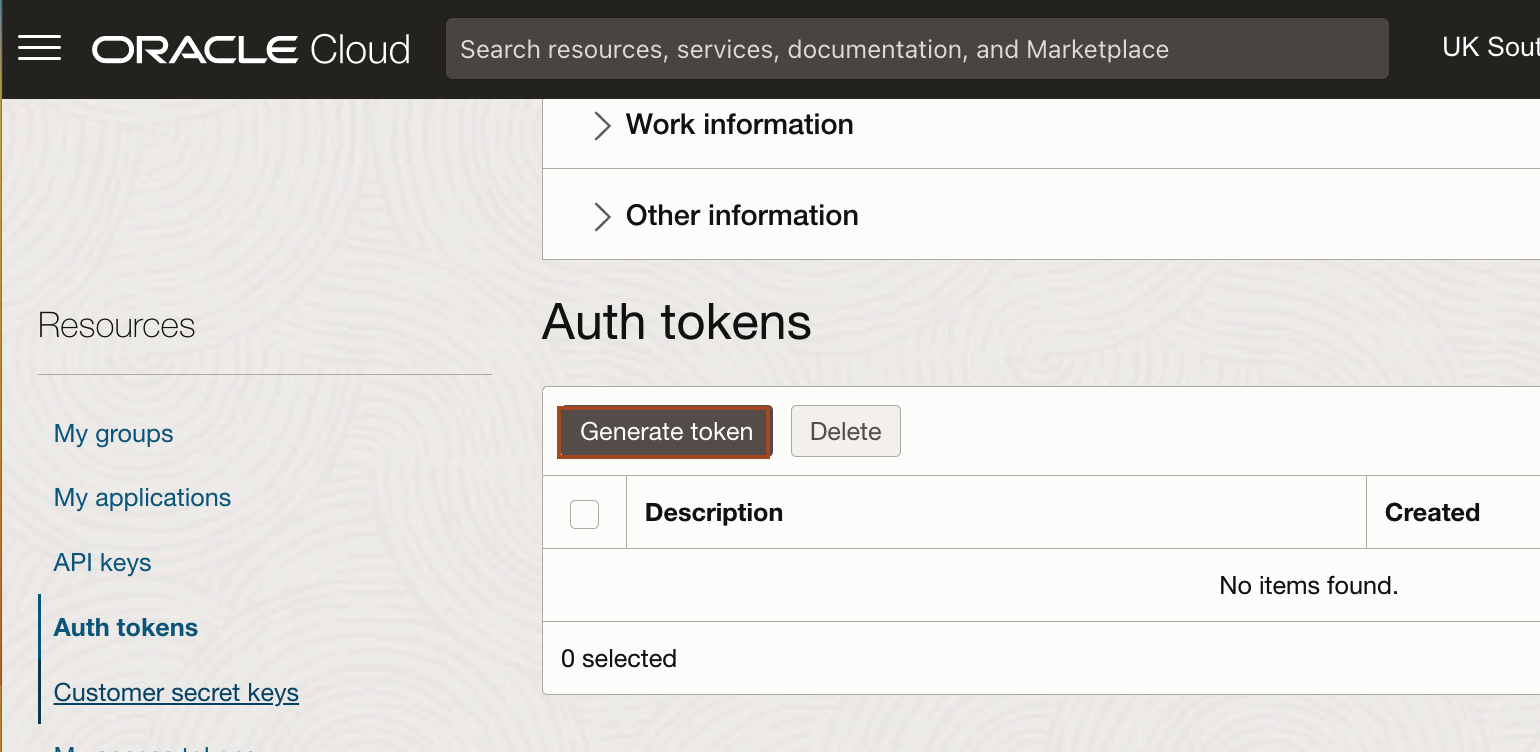 ORACLE Cloud
Search resources, services, documentation, and Marketplace
UK Sout
Work information
Other information
Resources
My groups
My applications
API keys
Auth tokens
Customer secret keys
Auth tokens
Generate token
Delete
Description
Created
No items found.
0 selected